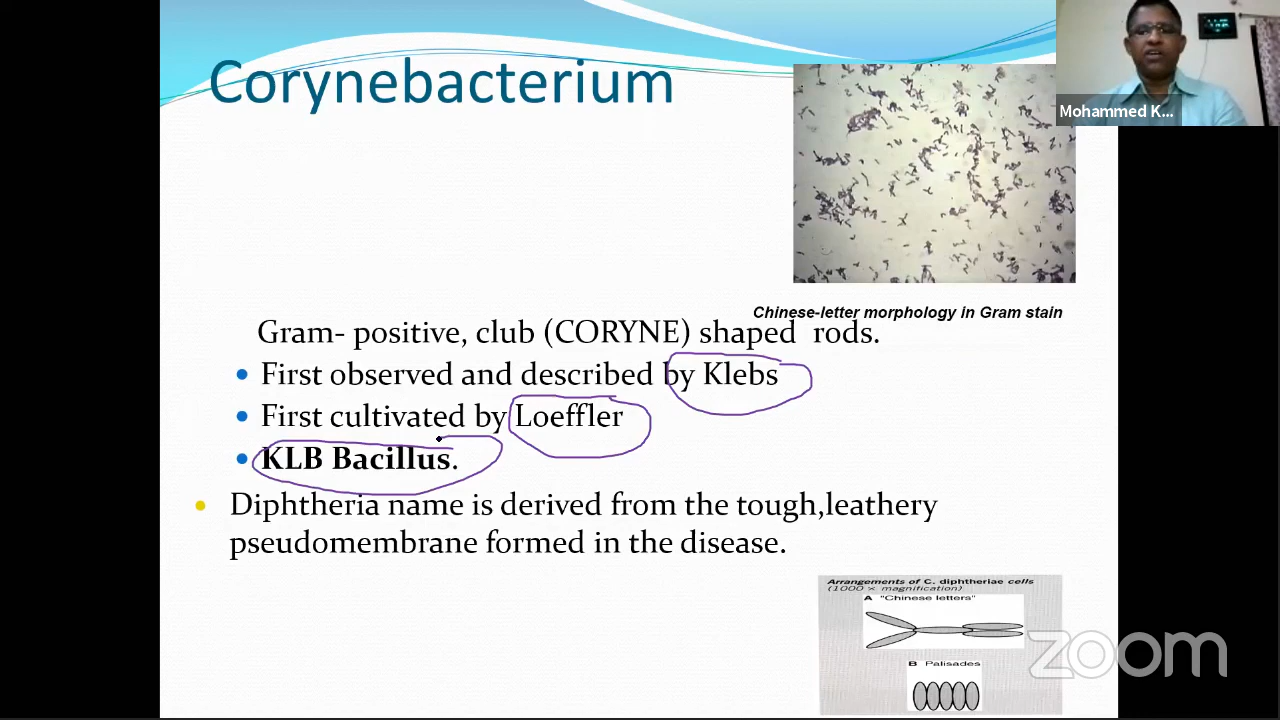 Corynebacterium
Mohammed K...
Chinese-letter morphology in Gram stain
Gram- positive, club (CORYNE) shaped rods.
• First observed and described by Klebs
• First cultivated by Loeffler
• KLB Bacillus.
• Diphtheria name is derived from the tough,leathery
pseudomembrane formed in the disease.
Arrangements of C. diphtheriae cells
(1000 × magnification)
A "Chinese letters"
B Palisades
zoom